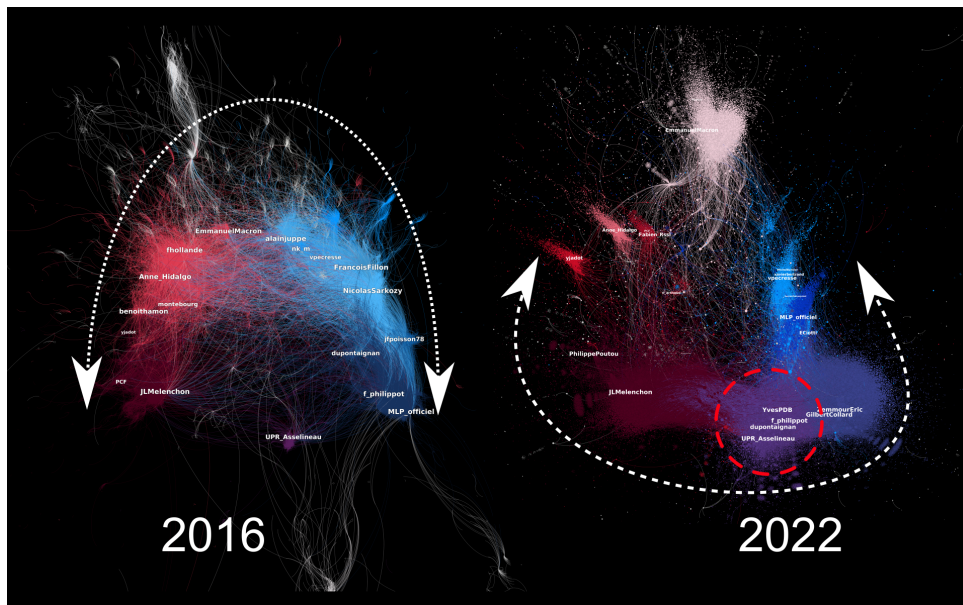 EmmanuelMacron
alainjuppe
fhollande
nk_m
vpecresse
FrancoisFillon
Anne_Hidalgo
NicolasSarkozy
montebourg
benoithamon
yjadot
jfpoisson78
dupontaignan
PCF
JLMelenchon
f_philippot
MLP_officiel
UPR_Asselineau
2016
EmmanuelMacron
Anne_Hidalgo
Fabien_Rssl
yjadot
vpecresse
MLP_officiel
ECiotti
PhilippePoutou
JLMelenchon
YvesPDB
ZemmourEric
GilbertCollard
f_philippot
dupontaignan
UPR_Asselineau
2022